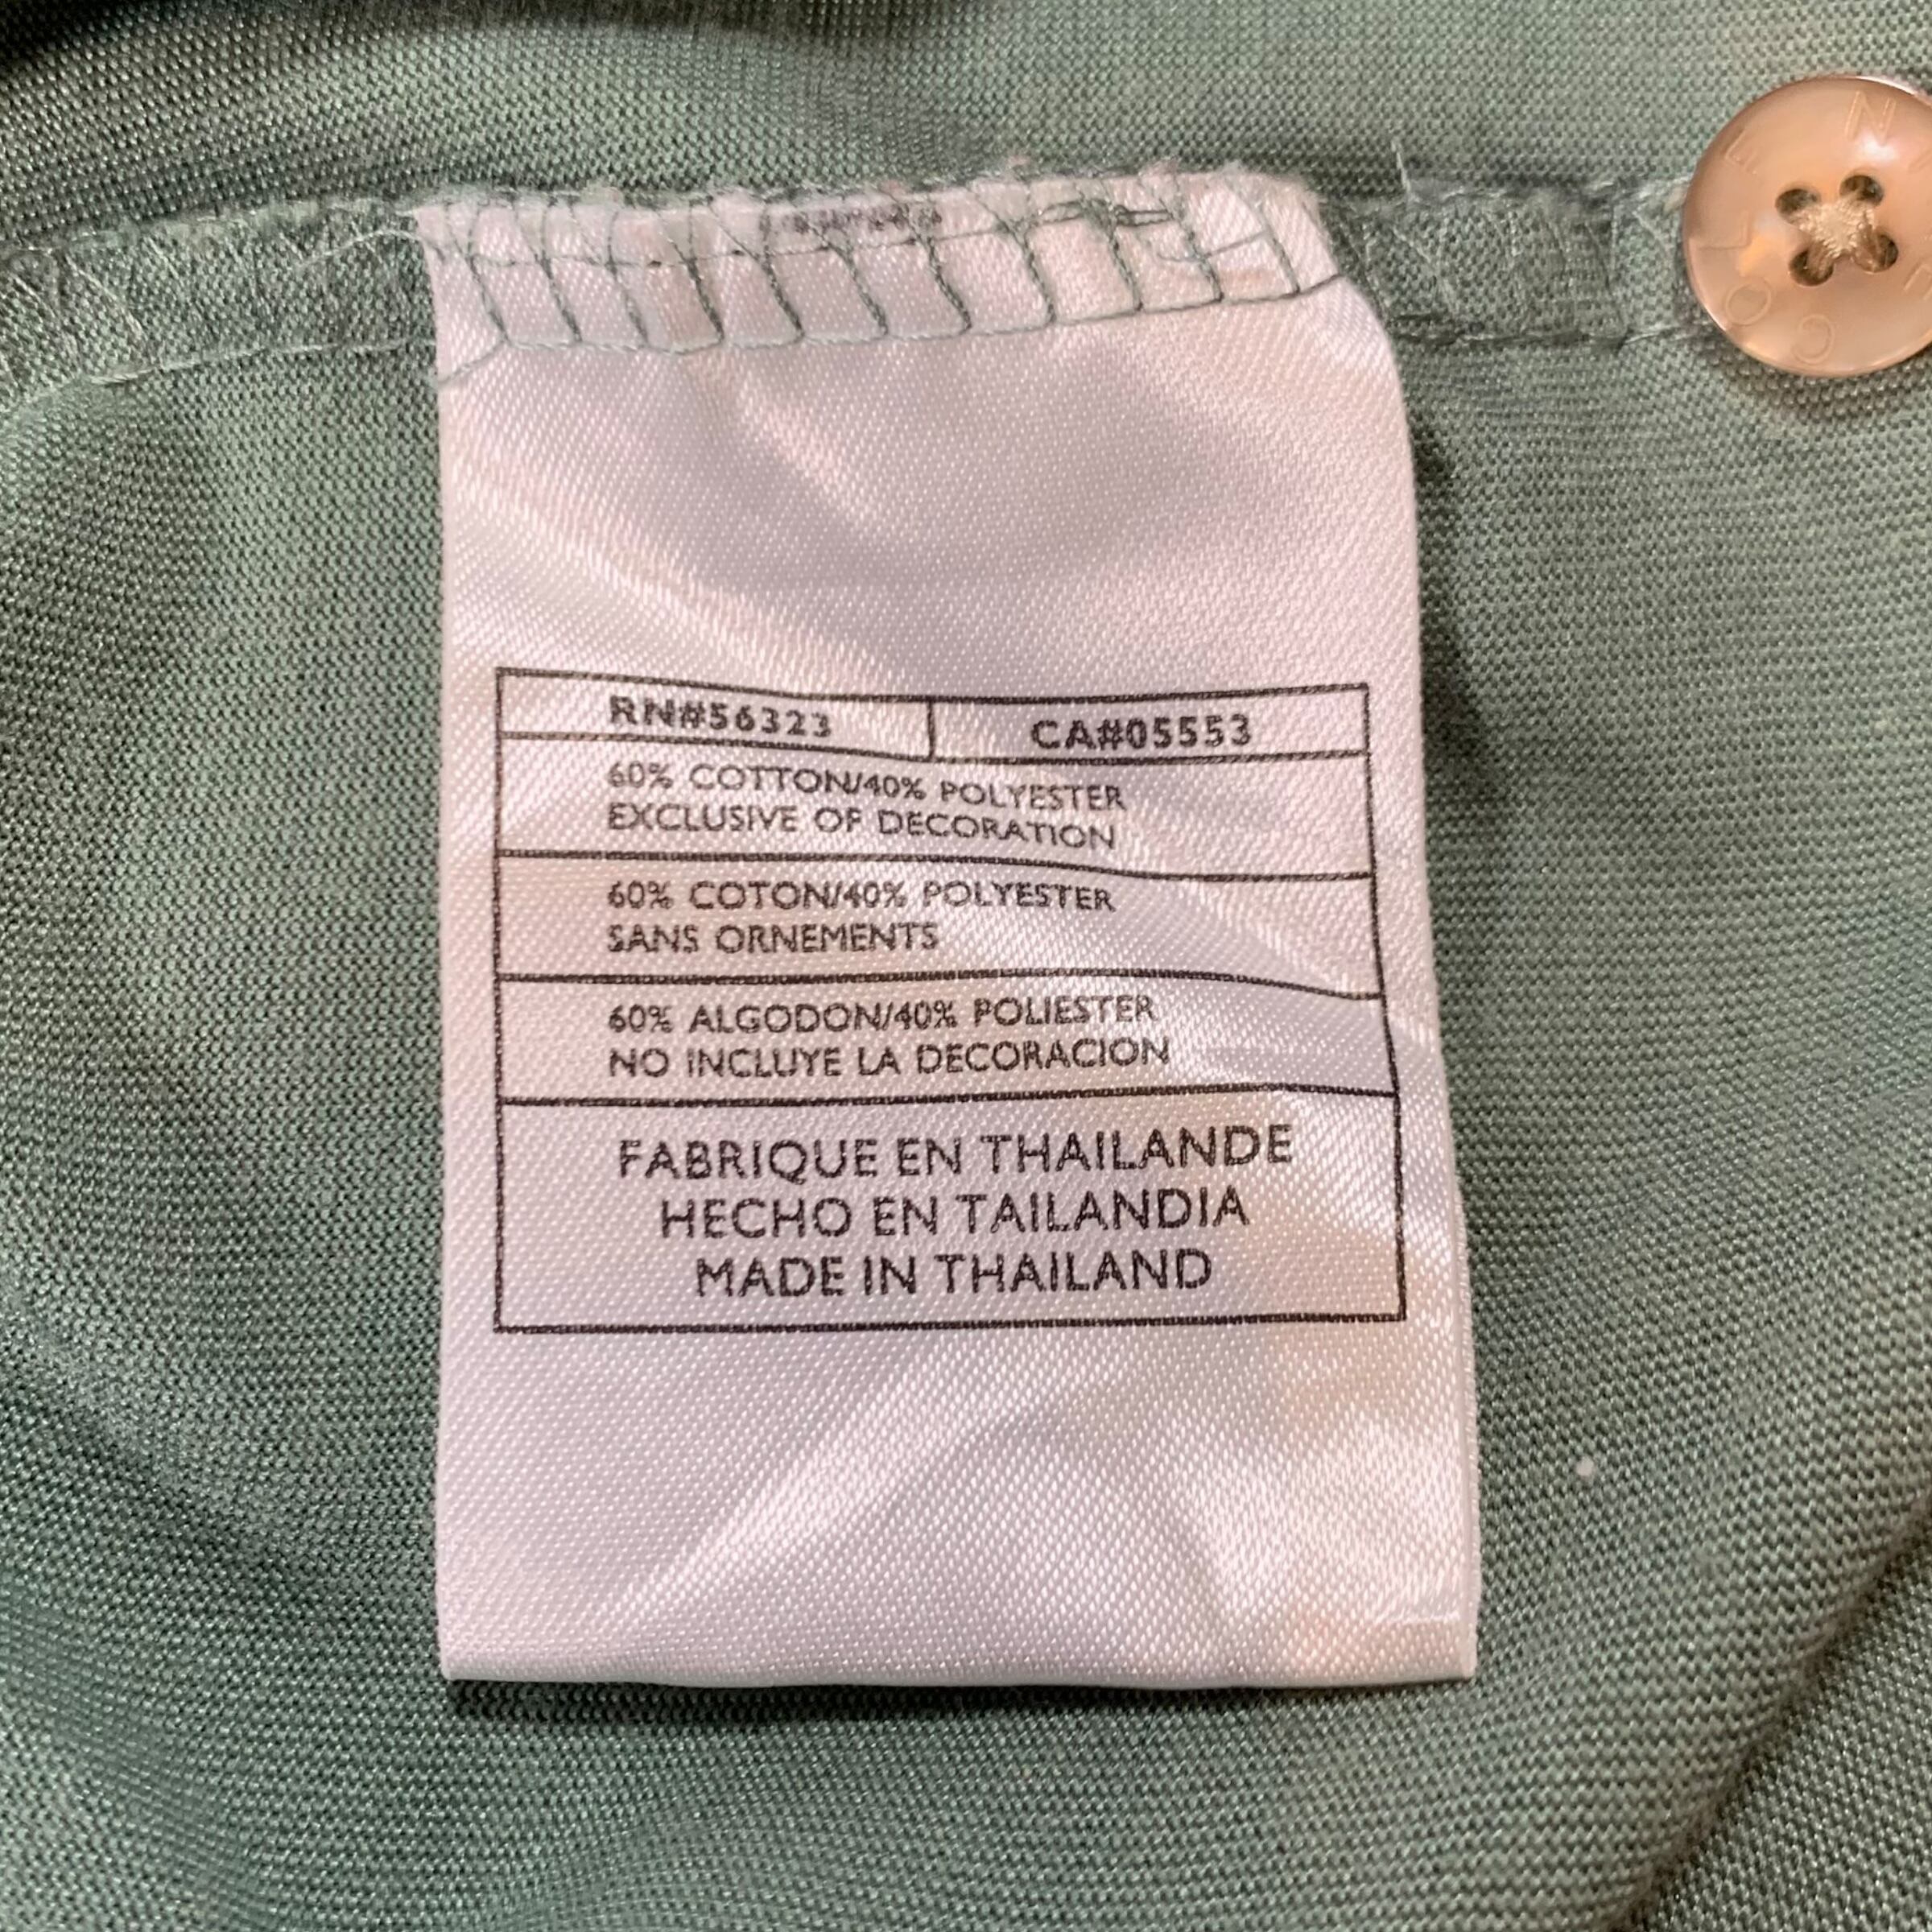 RN#56323 CA#05553
60% COTTON/40% POLYESTER
EXCLUSIVE OF DECORATION
60% COTON/40% POLYESTER
SANS ORNEMENTS
60% ALGODON/40% POLIESTER
NO INCLUYE LA DECORACION
FABRIQUE EN THAILANDE
HECHO EN TAILANDIA
MADE IN THAILAND